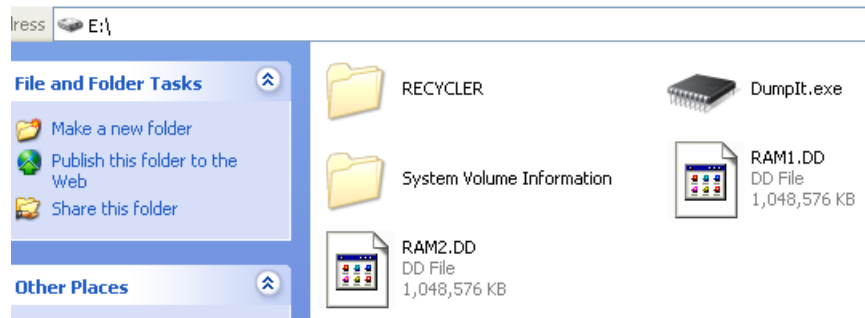 ress E:\
File and Folder Tasks
Make a new folder
Publish this folder to the
Web
Share this folder
Other Places
RECYCLER
DumpIt.exe
System Volume Information
RAM1.DD
DD File
1,048,576 KB
RAM2.DD
DD File
1,048,576 KB